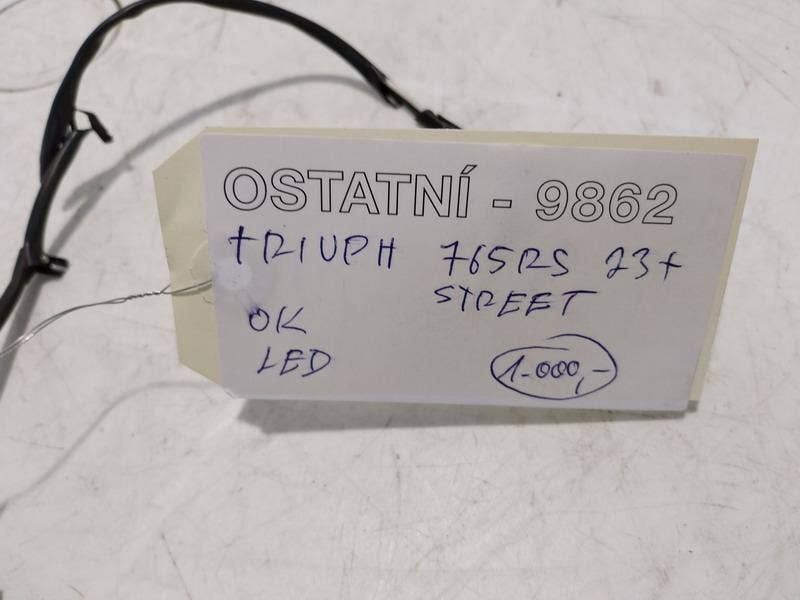 OSTATNÍ - 9862
TRIUPH 765RS 23+
STREET
OK
LED
1-000,-